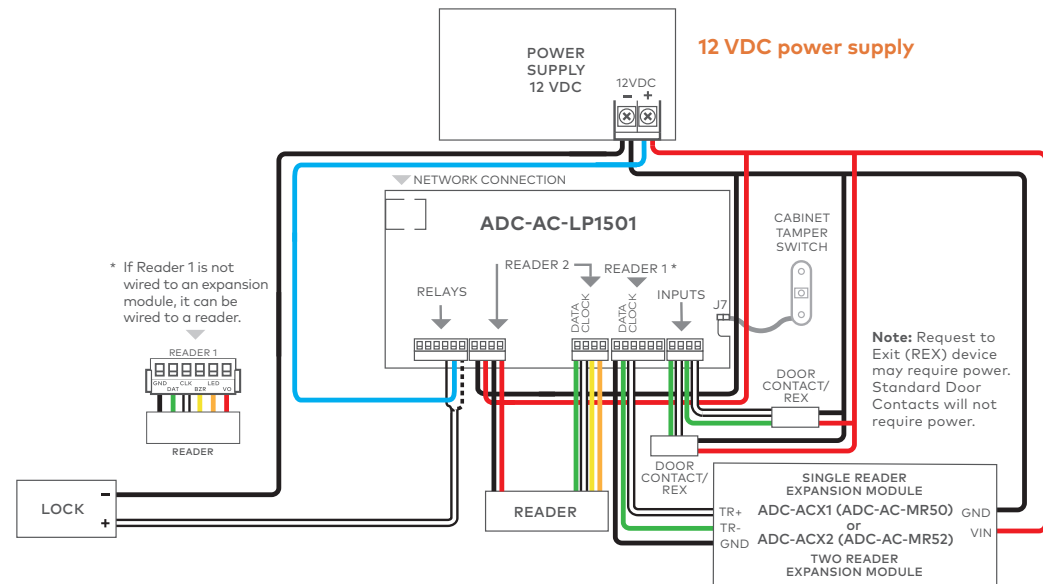 12 VDC power supply
POWER
SUPPLY
12 VDC
12VDC
− +
NETWORK CONNECTION
ADC-AC-LP1501
CABINET
TAMPER
SWITCH
* If Reader 1 is not
wired to an expansion
module, it can be
wired to a reader.
READER 2
READER 1 *
RELAYS
INPUTS
DATA
CLOCK
DATA
CLOCK
J7
READER 1
GND CLK LED
DAT BZR VO
READER
Note: Request to
Exit (REX) device
may require power.
Standard Door
Contacts will not
require power.
DOOR
CONTACT/
REX
DOOR
CONTACT/
REX
LOCK
−
+
READER
SINGLE READER
EXPANSION MODULE
TR+ ADC-ACX1 (ADC-AC-MR50) GND
or
TR- VIN
GND ADC-ACX2 (ADC-AC-MR52)
TWO READER
EXPANSION MODULE